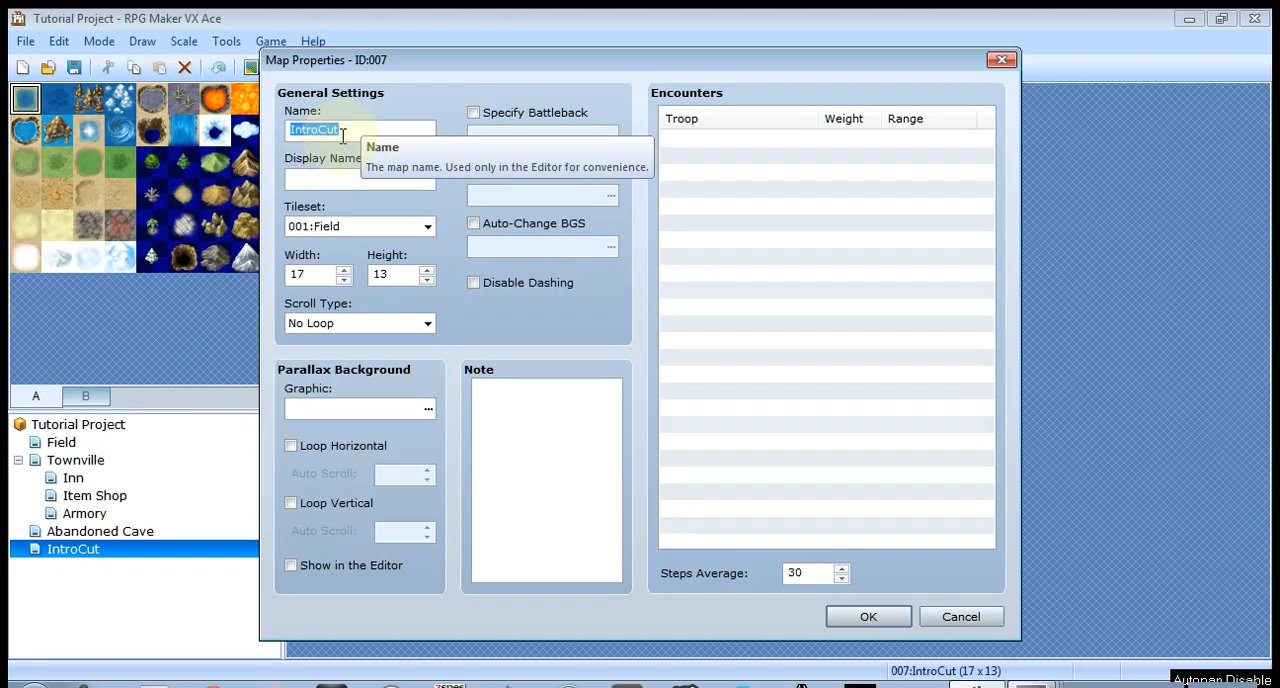 Tutorial Project - RPG Maker VX Ace
File Edit Mode Draw Scale Tools Game Help
Map Properties - ID:007
General Settings
Name:
IntroCut
Name
The map name. Used only in the Editor for convenience.
Display Name
Tileset:
001:Field
Width: Height:
17 13
Scroll Type:
No Loop
Specify Battleback
...
Auto-Change BGS
...
Disable Dashing
Parallax Background
Graphic:
...
Loop Horizontal
Auto Scroll:
Loop Vertical
Auto Scroll:
Show in the Editor
Note
Encounters
Troop Weight Range
Steps Average: 30
OK Cancel
A B
Tutorial Project
Field
Townville
Inn
Item Shop
Armory
Abandoned Cave
IntroCut
007:IntroCut (17 x 13)
Autopan Disable